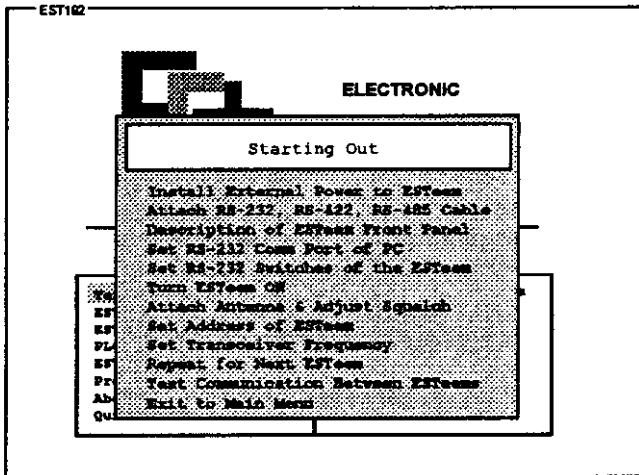 EST192
ELECTRONIC
Starting Out
Install External Power to ESTeem
Attach RS-232, RS-422, RS-485 Cable
Description of ESTeem Front Panel
Set RS-232 Comm Port of PC
Set RS-232 Switches of the ESTeem
Turn ESTeem ON
Attach Antenna & Adjust Squelch
Set Address of ESTeem
Set Transceiver Frequency
Repeat for Next ESTeem
Test Communication Between ESTeems
Exit to Main Menu